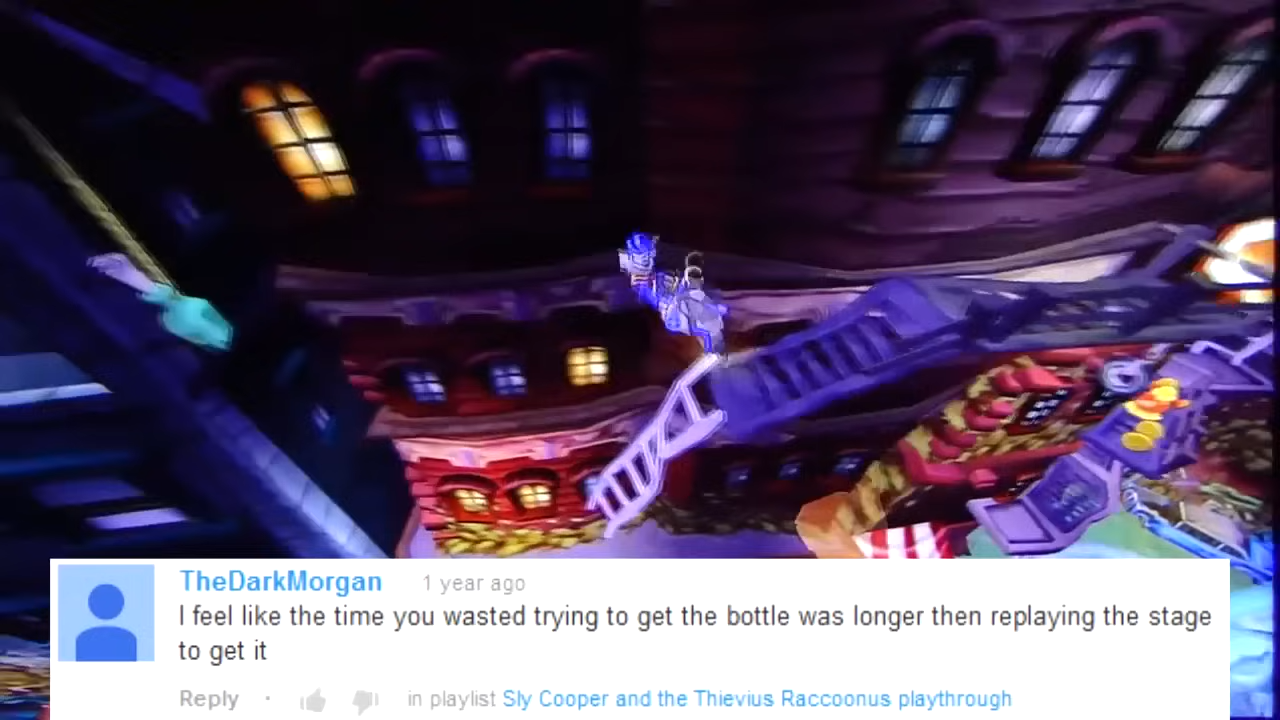 TheDarkMorgan 1 year ago
I feel like the time you wasted trying to get the bottle was longer then replaying the stage
to get it
Reply · in playlist Sly Cooper and the Thievius Raccoonus playthrough